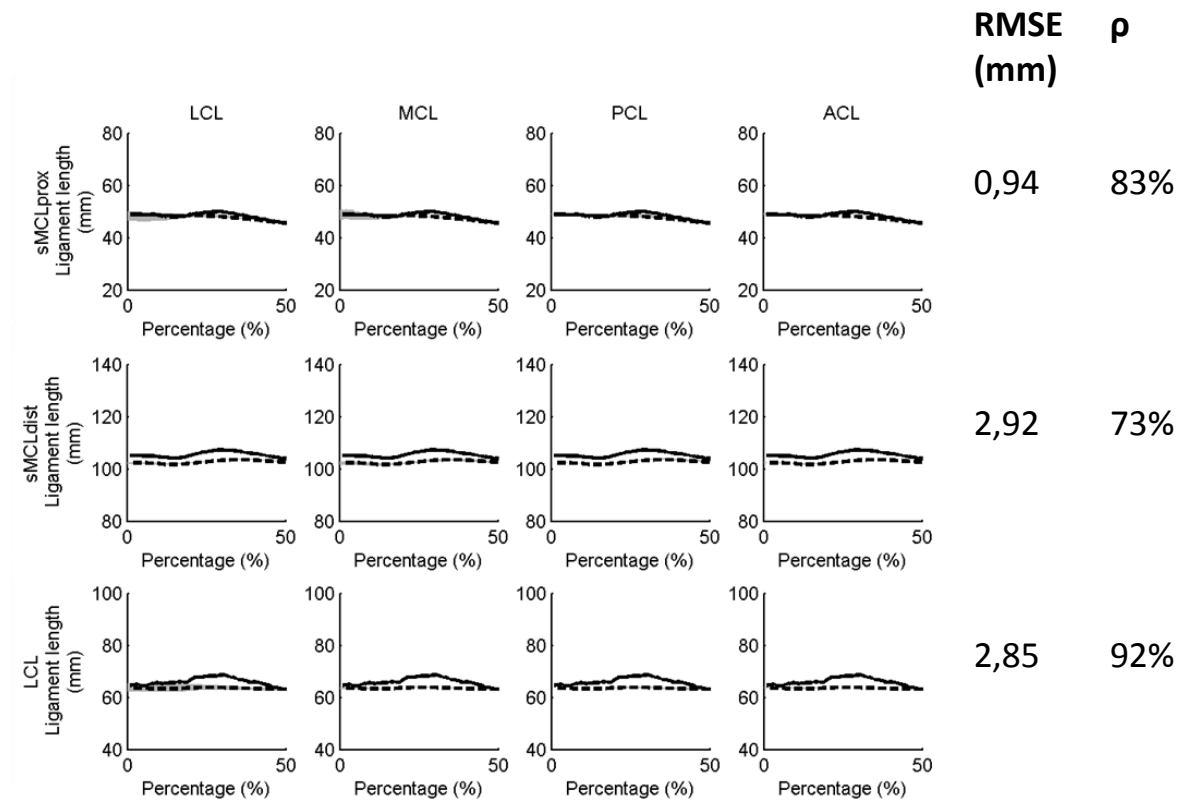 RMSE ρ
(mm)
LCL MCL PCL ACL
sMCLprox
Ligament length
(mm)
80 80 80 80
60 60 60 60
40 40 40 40
20 20 20 20
0 50 0 50 0 50 0 50
Percentage (%) Percentage (%) Percentage (%) Percentage (%)
0,94 83%
sMCLdist
Ligament length
(mm)
140 140 140 140
120 120 120 120
100 100 100 100
80 80 80 80
0 50 0 50 0 50 0 50
Percentage (%) Percentage (%) Percentage (%) Percentage (%)
2,92 73%
LCL
Ligament length
(mm)
100 100 100 100
80 80 80 80
60 60 60 60
40 40 40 40
0 50 0 50 0 50 0 50
Percentage (%) Percentage (%) Percentage (%) Percentage (%)
2,85 92%